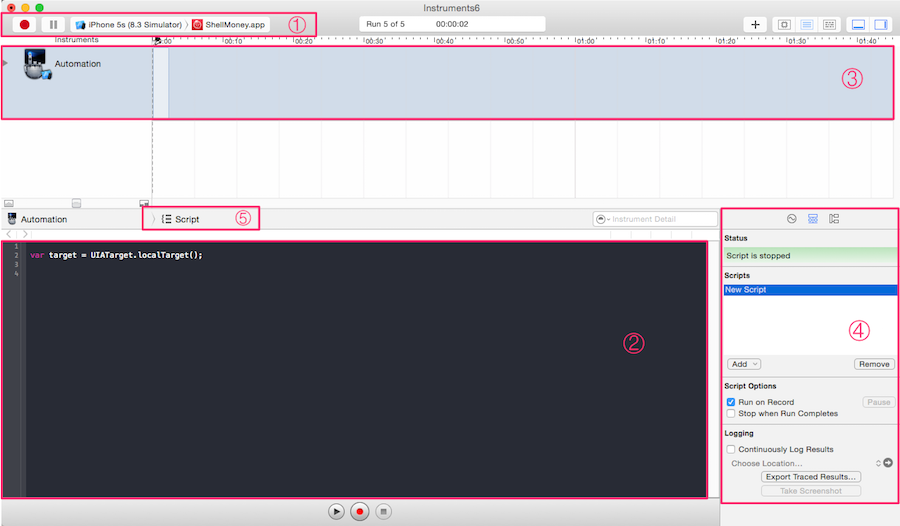 Instruments6
iPhone 5s (8.3 Simulator) 〉 ShellMoney.app ①
Run 5 of 5 00:00:02
Instruments 00:00 00:10 00:20 00:30 00:40 00:50 01:00 01:10 01:20 01:30 01:40
Automation
③
Automation 〉 Script ⑤
Instrument Detail
1
2 var target = UIATarget.localTarget();
3
4
②
Status
Script is stopped
Scripts
New Script
④
Add Remove
Script Options
Run on Record Pause
Stop when Run Completes
Logging
Continuously Log Results
Choose Location...
Export Traced Results...
Take Screenshot